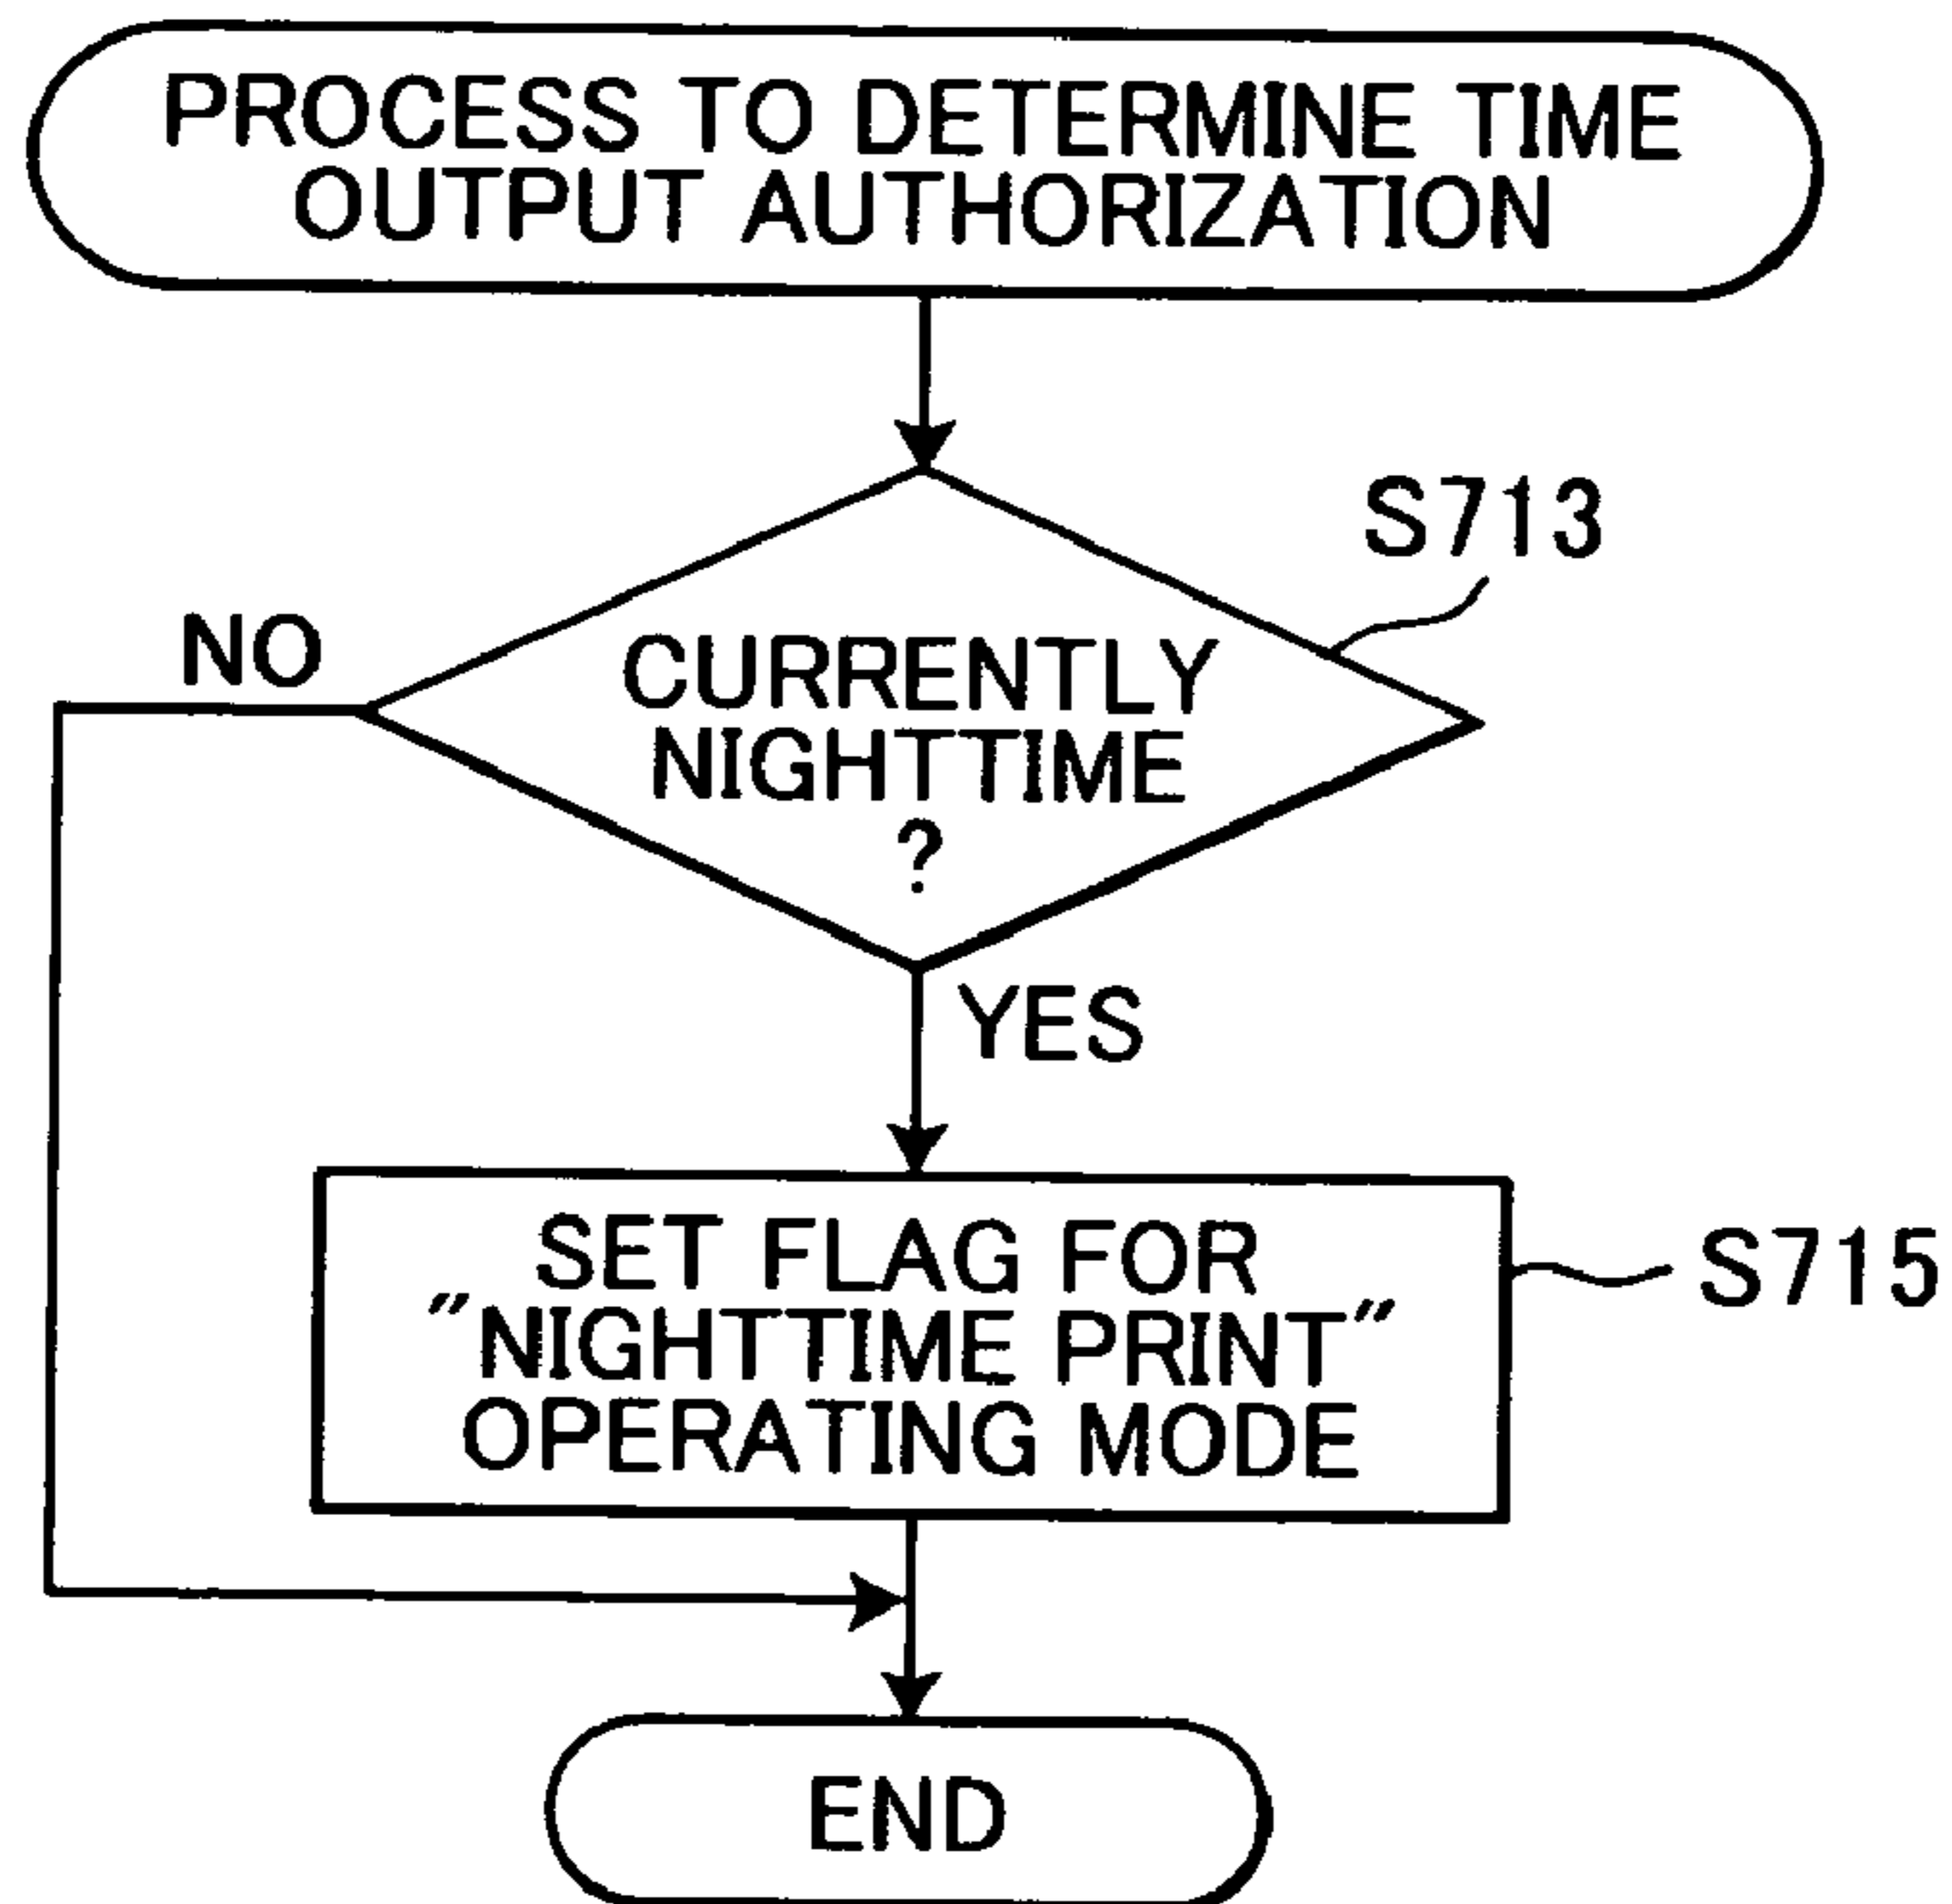 PROCESS TO DETERMINE TIME
OUTPUT AUTHORIZATION
S713
NO
CURRENTLY
NIGHTTIME
?
YES
SET FLAG FOR
"NIGHTTIME PRINT"
OPERATING MODE
S715
END